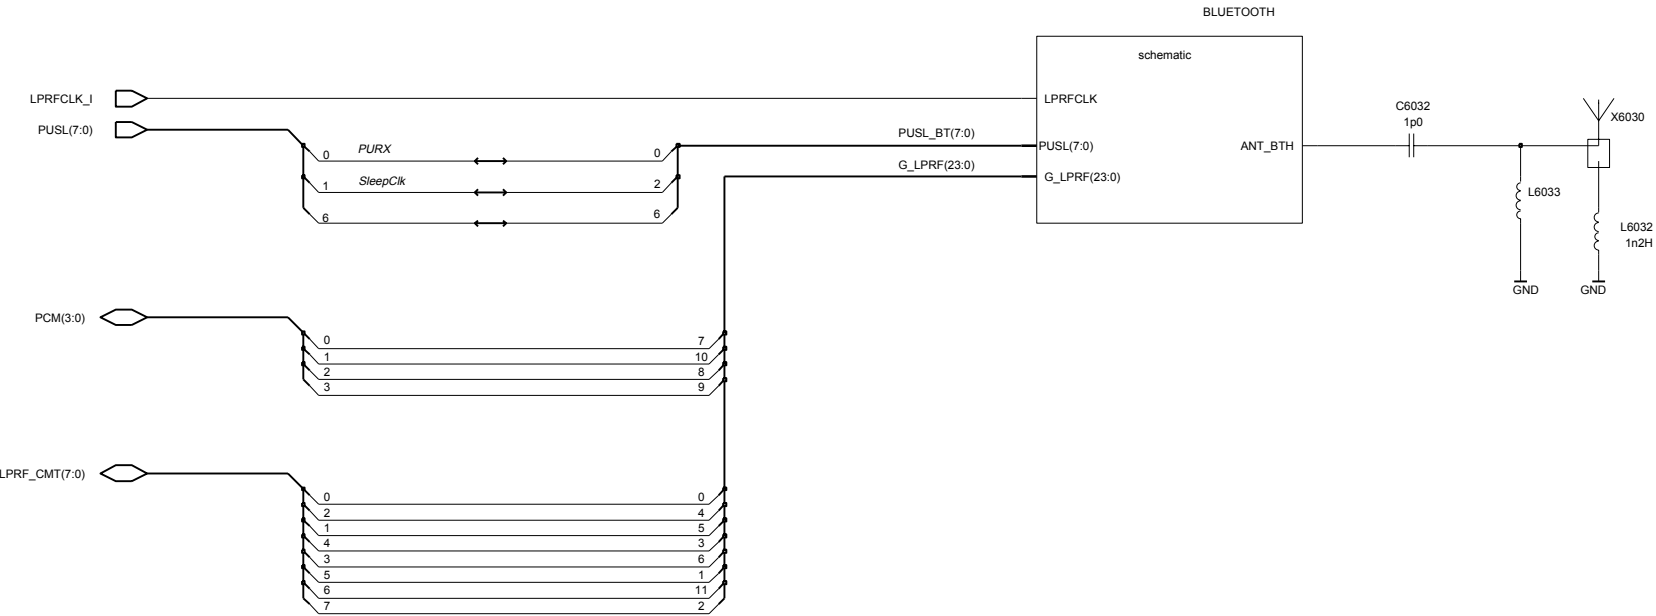 BLUETOOTH
schematic
LPRFCLK_I
LPRFCLK
PUSL(7:0)
0 PURX 0
1 SleepClk 2
6 6
PUSL_BT(7:0)
PUSL(7:0)
G_LPRF(23:0)
G_LPRF(23:0)
ANT_BTH
C6032
1p0
X6030
L6033
L6032
1n2H
GND
GND
PCM(3:0)
0 7
1 10
2 8
3 9
LPRF_CMT(7:0)
0 0
2 4
1 5
4 3
3 6
5 1
6 11
7 2